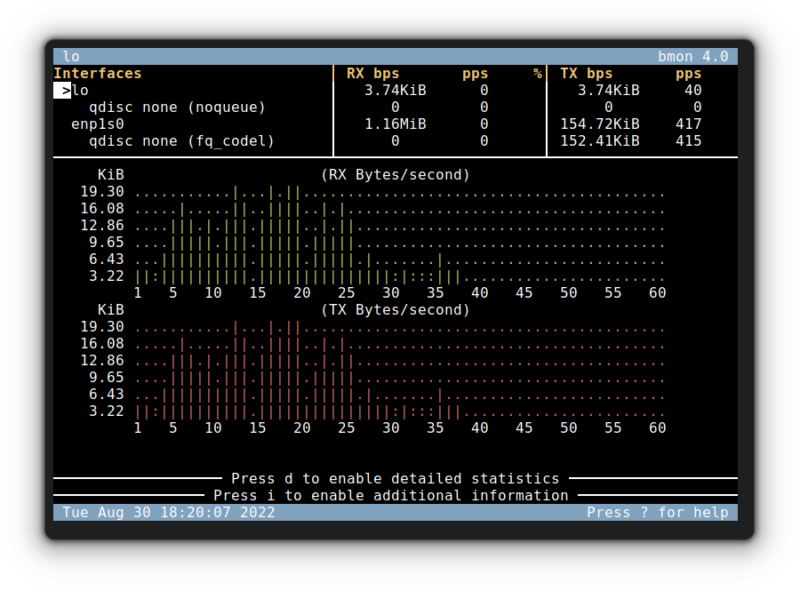 lo bmon 4.0
Interfaces RX bps pps % TX bps pps
>lo 3.74KiB 0 3.74KiB 40
qdisc none (noqueue) 0 0 0 0
enp1s0 1.16MiB 0 154.72KiB 417
qdisc none (fq_codel) 0 0 152.41KiB 415
KiB (RX Bytes/second)
19.30
16.08
12.86
9.65
6.43
3.22
1 5 10 15 20 25 30 35 40 45 50 55 60
KiB (TX Bytes/second)
19.30
16.08
12.86
9.65
6.43
3.22
1 5 10 15 20 25 30 35 40 45 50 55 60
Press d to enable detailed statistics
Press i to enable additional information
Tue Aug 30 18:20:07 2022 Press ? for help